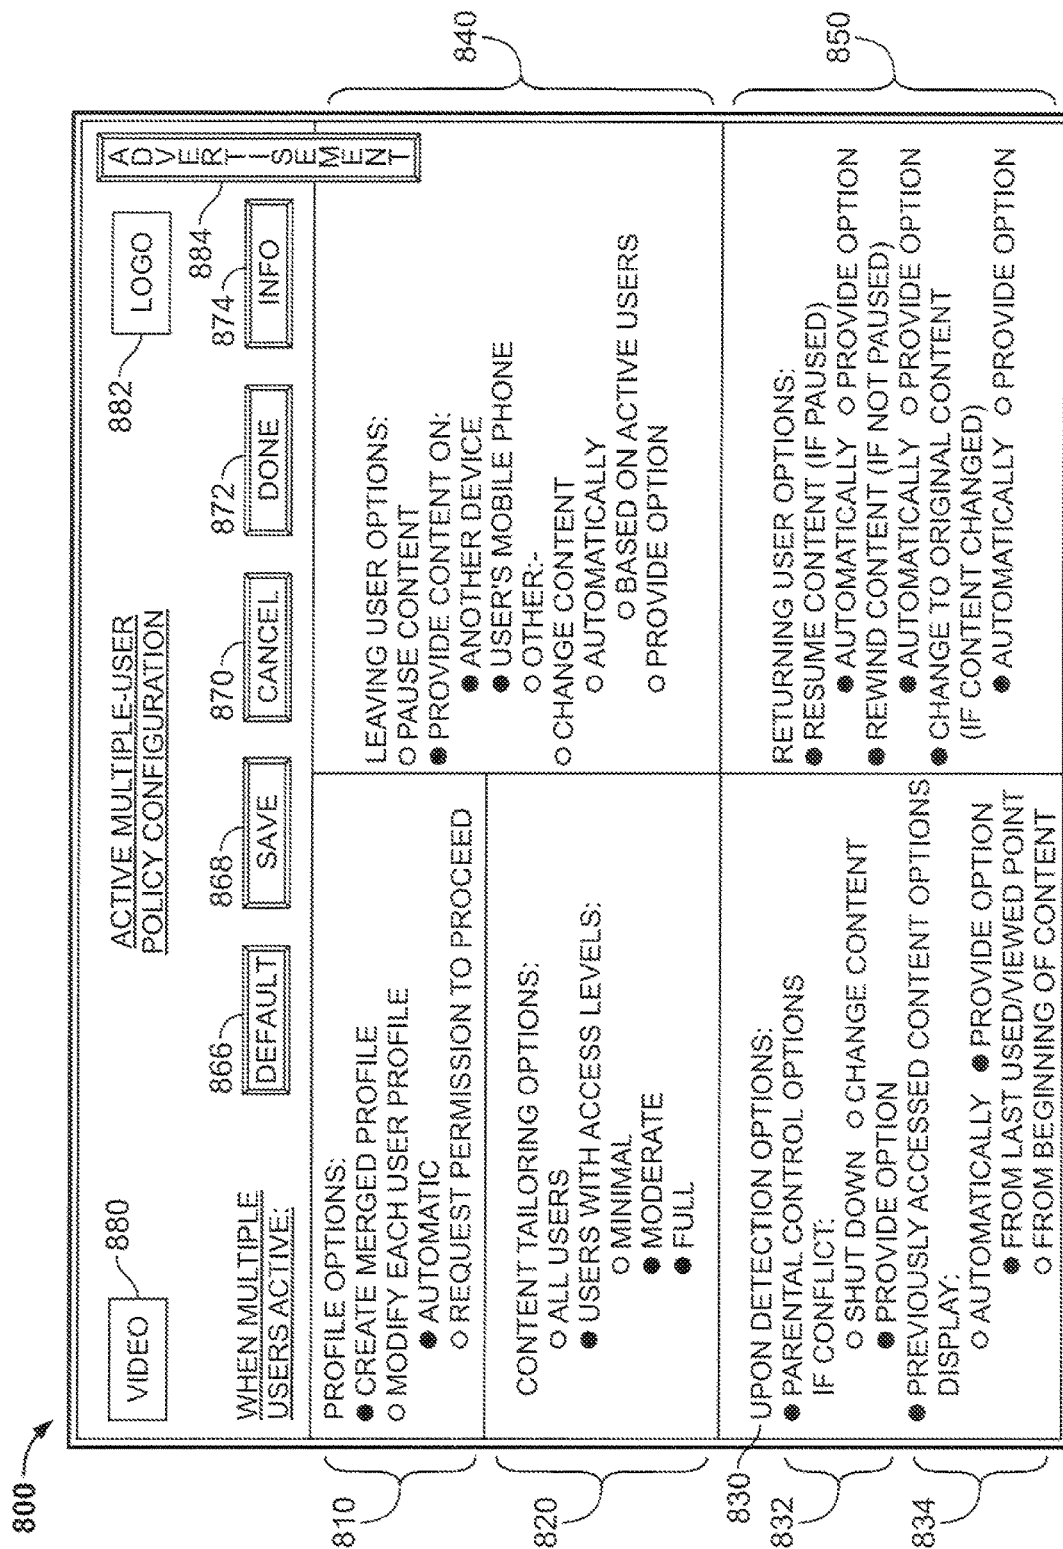 800
VIDEO
880
ACTIVE MULTIPLE-USER
POLICY CONFIGURATION
882
LOGO
884
ADVERTISEMENT
WHEN MULTIPLE
USERS ACTIVE:
866
DEFAULT
868
SAVE
870
CANCEL
872
DONE
874
INFO
810
PROFILE OPTIONS:
● CREATE MERGED PROFILE
○ MODIFY EACH USER PROFILE
● AUTOMATIC
○ REQUEST PERMISSION TO PROCEED
820
CONTENT TAILORING OPTIONS:
○ ALL USERS
● USERS WITH ACCESS LEVELS:
○ MINIMAL
● MODERATE
● FULL
840
LEAVING USER OPTIONS:
○ PAUSE CONTENT
● PROVIDE CONTENT ON:
● ANOTHER DEVICE
● USER'S MOBILE PHONE
○ OTHER:-
○ CHANGE CONTENT
○ AUTOMATICALLY
○ BASED ON ACTIVE USERS
○ PROVIDE OPTION
830
UPON DETECTION OPTIONS:
832
● PARENTAL CONTROL OPTIONS
IF CONFLICT:
○ SHUT DOWN ○ CHANGE CONTENT
● PROVIDE OPTION
834
● PREVIOUSLY ACCESSED CONTENT OPTIONS
DISPLAY:
○ AUTOMATICALLY ● PROVIDE OPTION
● FROM LAST USED/VIEWED POINT
○ FROM BEGINNING OF CONTENT
850
RETURNING USER OPTIONS:
● RESUME CONTENT (IF PAUSED)
● AUTOMATICALLY ○ PROVIDE OPTION
● REWIND CONTENT (IF NOT PAUSED)
● AUTOMATICALLY ○ PROVIDE OPTION
● CHANGE TO ORIGINAL CONTENT
(IF CONTENT CHANGED)
● AUTOMATICALLY ○ PROVIDE OPTION